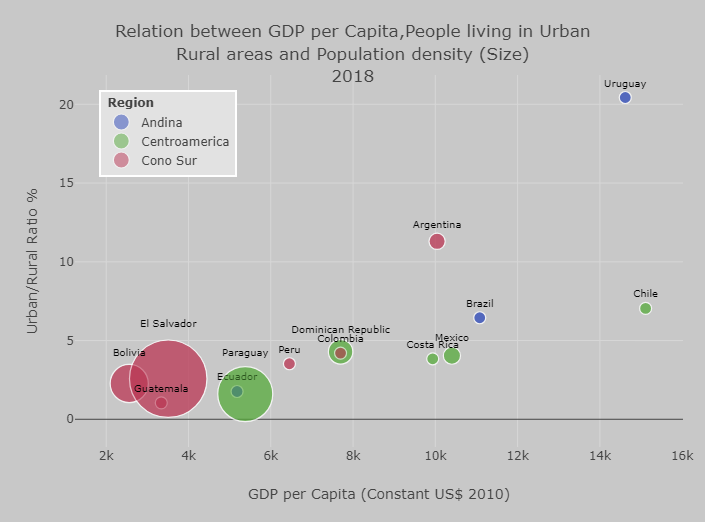 Relation between GDP per Capita,People living in Urban
Rural areas and Population density (Size)
2018
Region
Andina
Centroamerica
Cono Sur
Urban/Rural Ratio %
20
15
10
5
0
Uruguay
Argentina
Chile
Brazil
El Salvador
Dominican Republic
Mexico
Colombia
Costa Rica
Peru
Bolivia
Paraguay
Ecuador
Guatemala
2k
4k
6k
8k
10k
12k
14k
16k
GDP per Capita (Constant US$ 2010)